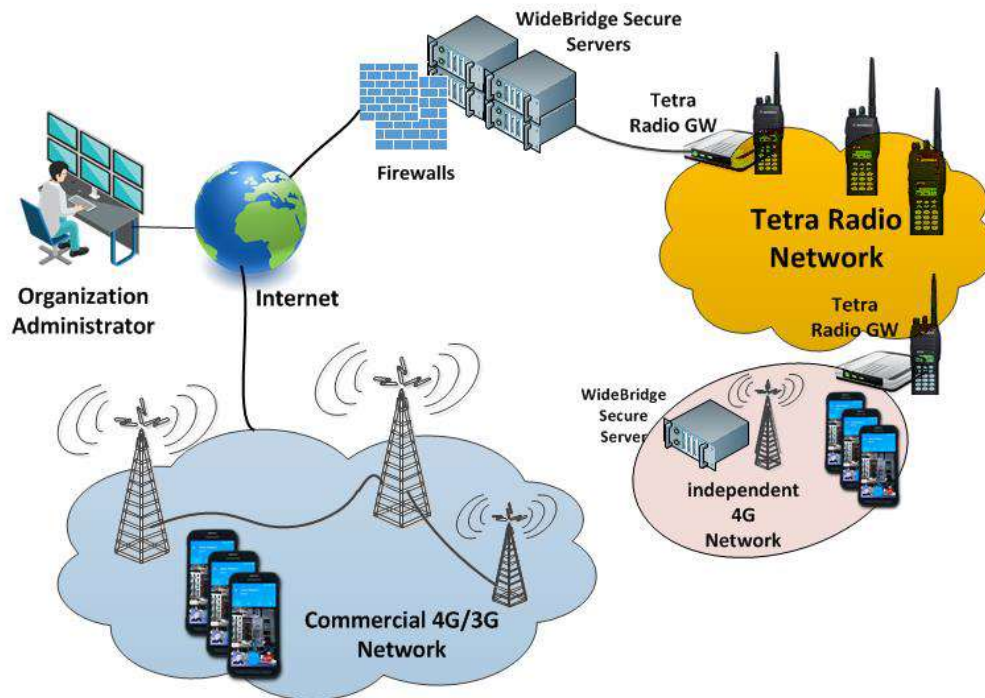 WideBridge Secure
Servers
Tetra
Radio GW
Firewalls
Tetra Radio
Network
Organization
Administrator
Internet
Tetra
Radio GW
WideBridge
Secure
Server
independent
4G
Network
Commercial 4G/3G
Network